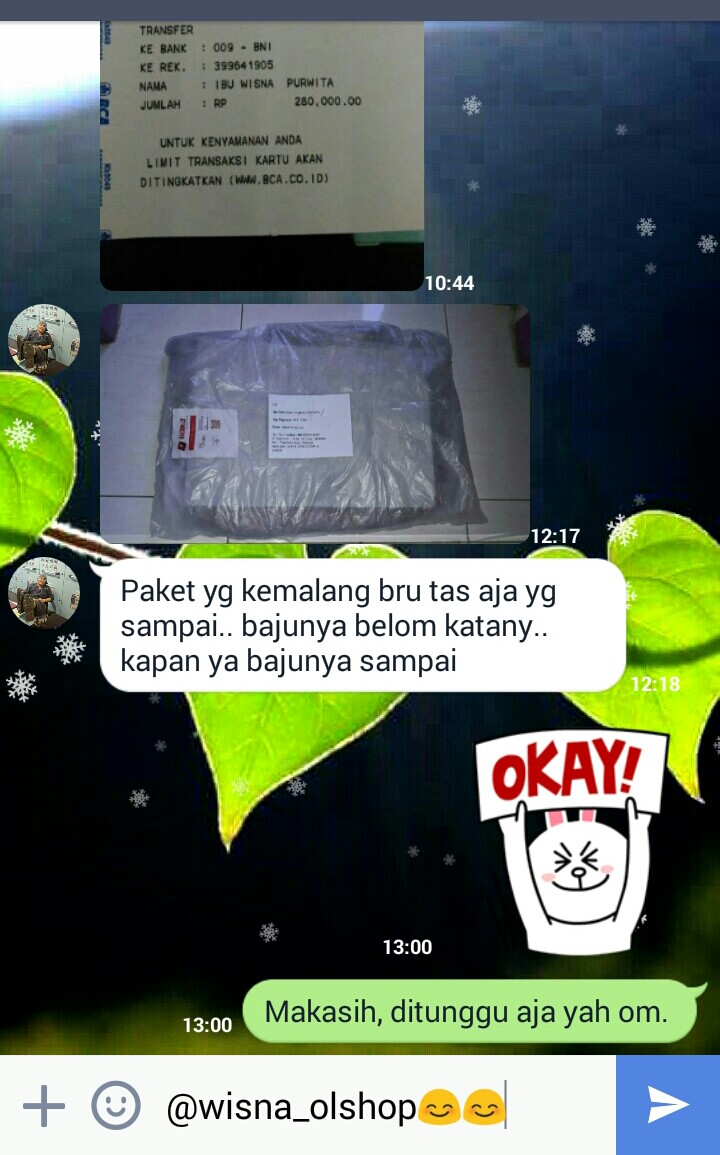 TRANSFER
KE BANK : 009 - BNI
KE REK. : 399641905
NAMA : IBU WISNA PURWITA
JUMLAH : RP 280,000.00
UNTUK KENYAMANAN ANDA
LIMIT TRANSAKSI KARTU AKAN
DITINGKATKAN (WWW.BCA.CO.ID)
BCA
10:44
12:17
Paket yg kemalang bru tas aja yg
sampai.. bajunya belom katany..
kapan ya bajunya sampai
12:18
OKAY!
13:00
Makasih, ditunggu aja yah om.
13:00
@wisna_olshop😊😊